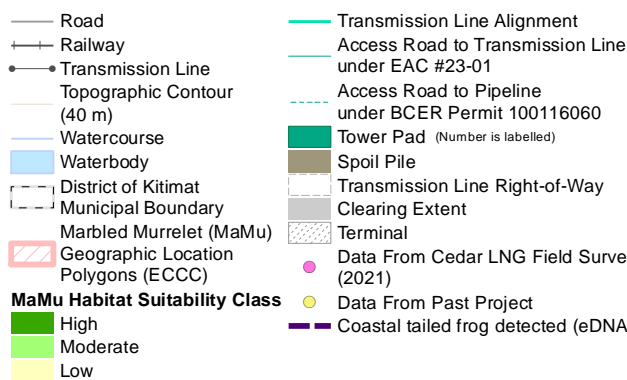 Road
Railway
Transmission Line
Topographic Contour
(40 m)
Watercourse
Waterbody
District of Kitimat
Municipal Boundary
Marbled Murrelet (MaMu)
Geographic Location
Polygons (ECCC)
MaMu Habitat Suitability Class
High
Moderate
Low
Transmission Line Alignment
Access Road to Transmission Line
under EAC #23-01
Access Road to Pipeline
under BCER Permit 100116060
Tower Pad (Number is labelled)
Spoil Pile
Transmission Line Right-of-Way
Clearing Extent
Terminal
Data From Cedar LNG Field Surve
(2021)
Data From Past Project
Coastal tailed frog detected (eDNA